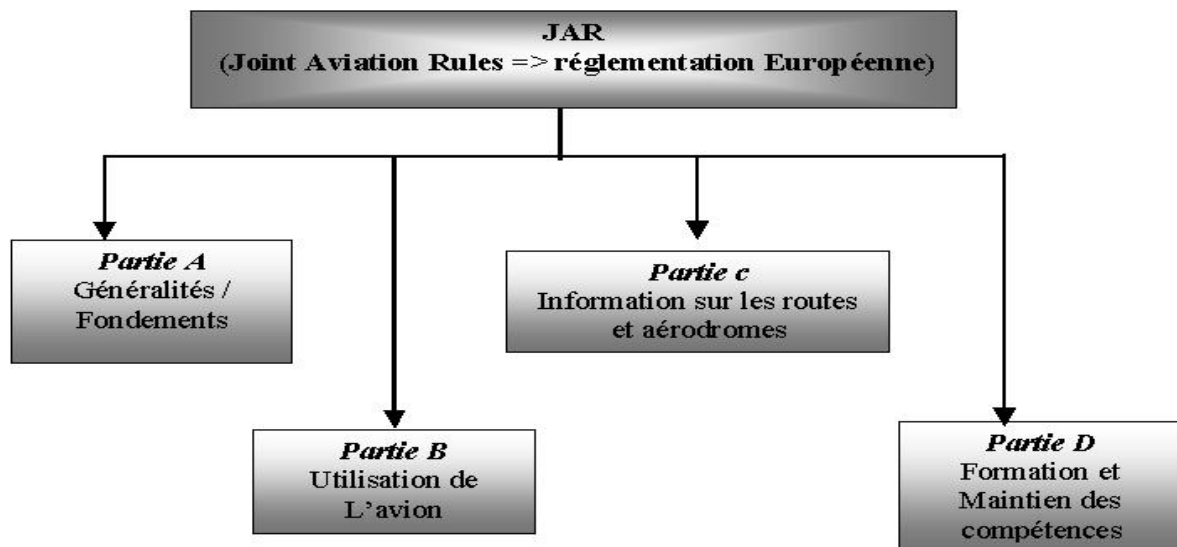 JAR
(Joint Aviation Rules => réglementation Européenne)
Partie A
Généralités /
Fondements
Partie c
Information sur les routes
et aérodromes
Partie B
Utilisation de
L’avion
Partie D
Formation et
Maintien des
compétences